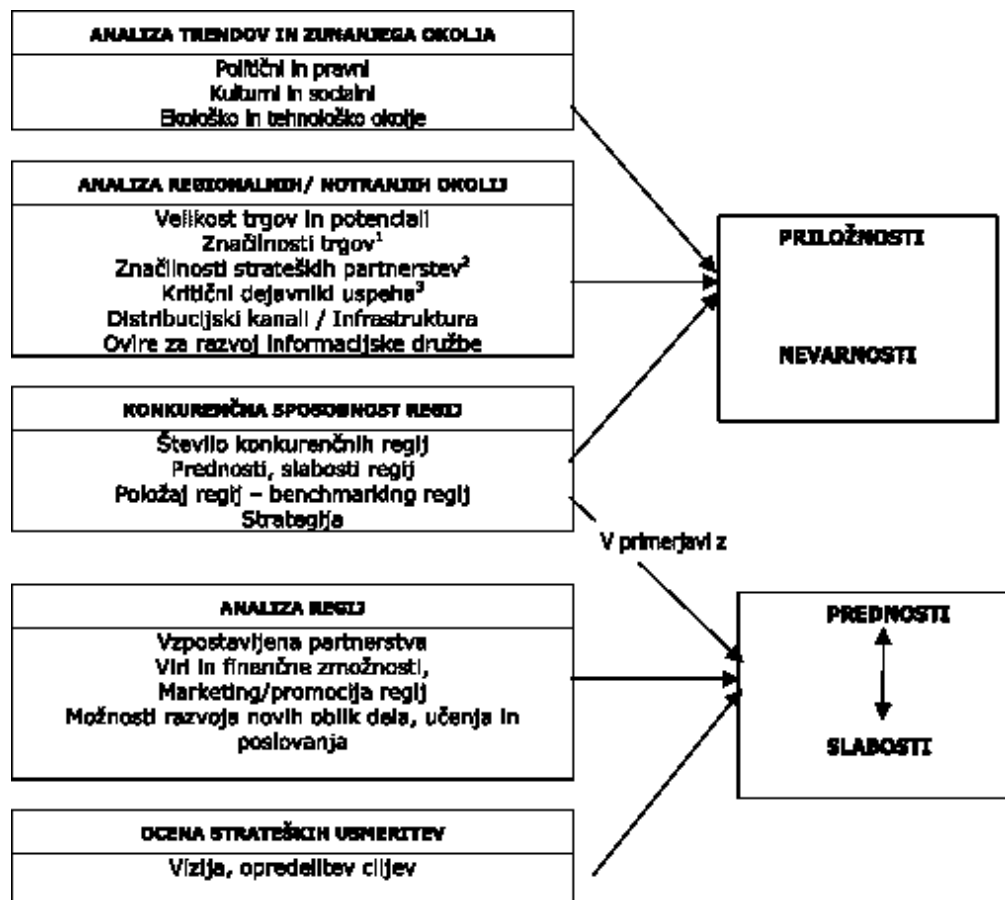 ANALIZA TRENDOV IN ZUNANJEGA OKOLJA
Politični in pravni
Kulturni in socialni
Ekološko in tehnološko okolje
ANALIZA REGIONALNIH/ NOTRANJIH OKOLIJ
Velikost trgov in potenciali
Značilnosti trgov¹
Značilnosti strateških partnerstev²
Kritični dejavniki uspeha³
Distribucijski kanali / Infrastruktura
Ovire za razvoj informacijske družbe
KONKURENČNA SPOSOBNOST REGIJ
Število konkurenčnih regij
Prednosti, slabosti regij
Položaj regij – benchmarking regij
Strategija
ANALIZA REGIJ
Vzpostavljena partnerstva
Viri in finančne zmožnosti,
Marketing/promocija regij
Možnosti razvoja novih oblik dela, učenja in
poslovanja
OCENA STRATEŠKIH USMERITEV
Vizija, opredelitev ciljev
PRILOŽNOSTI
NEVARNOSTI
V primerjavi z
PREDNOSTI
SLABOSTI